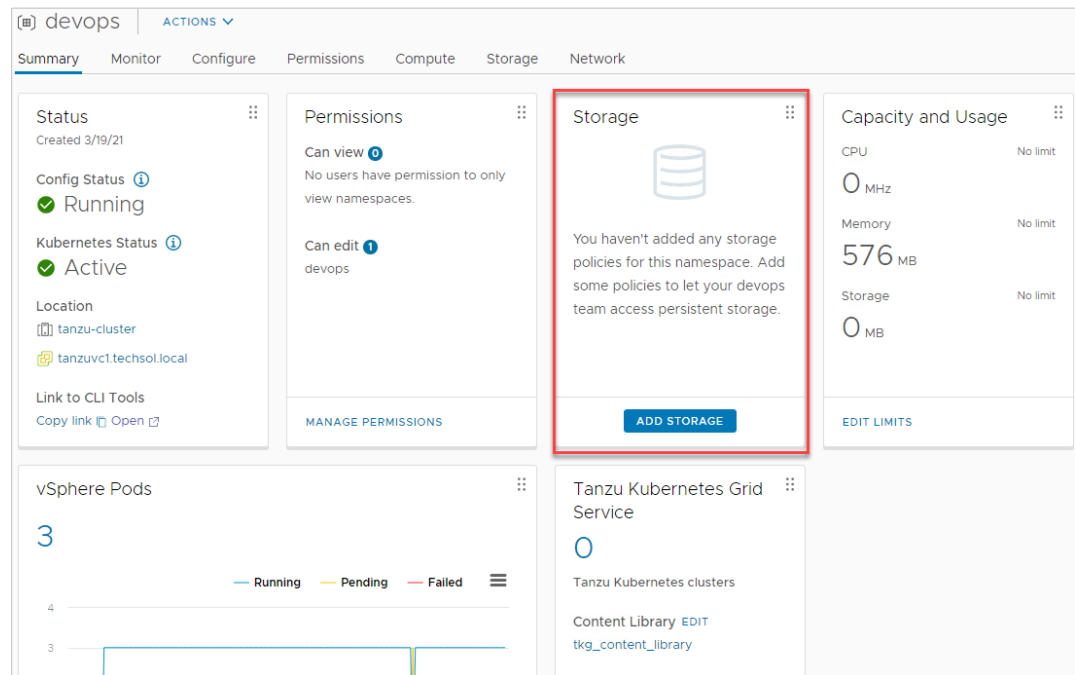 devops
ACTIONS
Summary Monitor Configure Permissions Compute Storage Network
Status
Created 3/19/21
Config Status
Running
Kubernetes Status
Active
Location
tanzu-cluster
tanzuvc1.techsol.local
Link to CLI Tools
Copy link Open
Permissions
Can view 0
No users have permission to only
view namespaces.
Can edit 1
devops
MANAGE PERMISSIONS
Storage
You haven't added any storage
policies for this namespace. Add
some policies to let your devops
team access persistent storage.
ADD STORAGE
Capacity and Usage
CPU No limit
0 MHz
Memory No limit
576 MB
Storage No limit
0 MB
EDIT LIMITS
vSphere Pods
3
Running Pending Failed
4
3
Tanzu Kubernetes Grid
Service
0
Tanzu Kubernetes clusters
Content Library EDIT
tkg_content_library